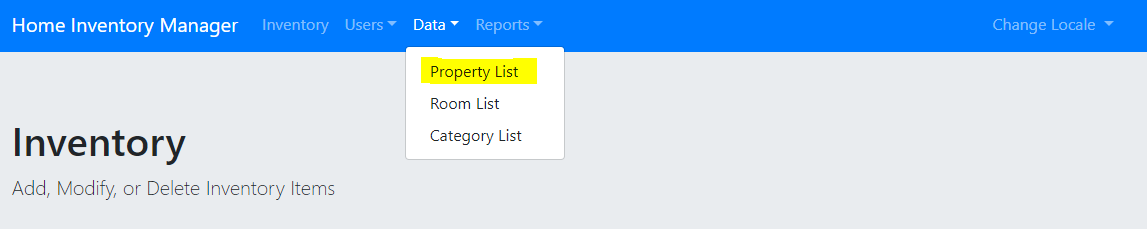 Home Inventory Manager Inventory Users Data Reports Change Locale
Property List
Room List
Category List
Inventory
Add, Modify, or Delete Inventory Items